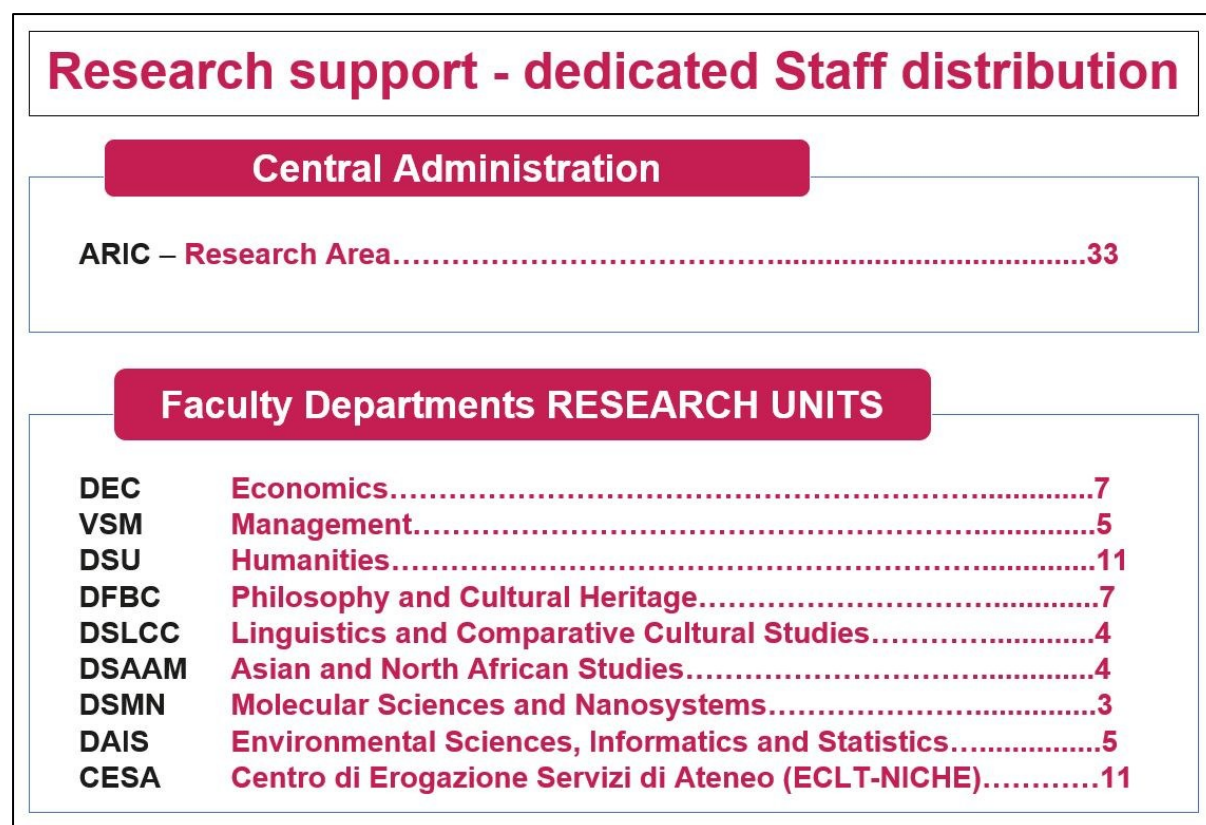 Research support - dedicated Staff distribution
Central Administration
ARIC – Research Area…………………………………...................................33
Faculty Departments RESEARCH UNITS
DEC Economics……………………………………………………..............7
VSM Management…………………………………………………..............5
DSU Humanities……………………………………………………..............11
DFBC Philosophy and Cultural Heritage…………………………..............7
DSLCC Linguistics and Comparative Cultural Studies…………..............4
DSAAM Asian and North African Studies…………………………..............4
DSMN Molecular Sciences and Nanosystems…………………..............3
DAIS Environmental Sciences, Informatics and Statistics…...............5
CESA Centro di Erogazione Servizi di Ateneo (ECLT-NICHE)…………11